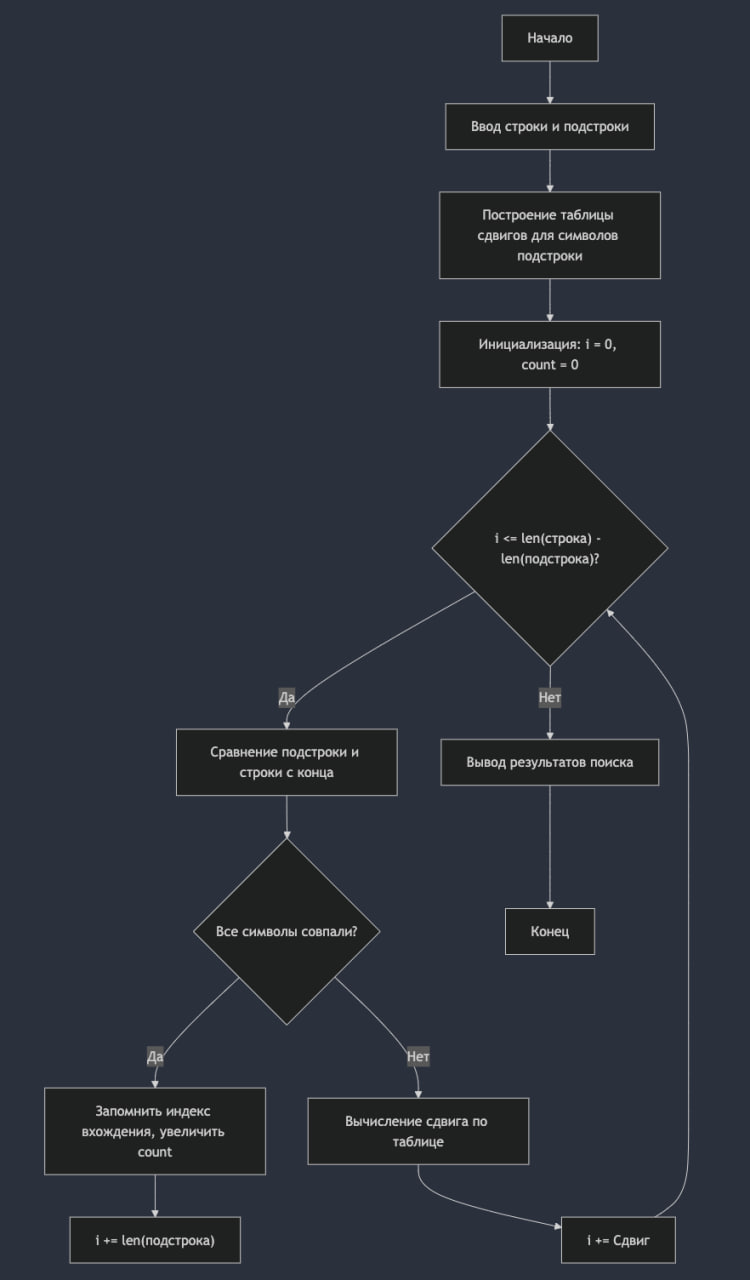 Начало
Ввод строки и подстроки
Построение таблицы
сдвигов для символов
подстроки
Инициализация: i = 0,
count = 0
i <= len(строка) -
len(подстрока)?
Да
Нет
Сравнение подстроки и
строки с конца
Вывод результатов поиска
Все символы совпали?
Конец
Да
Нет
Запомнить индекс
вхождения, увеличить
count
Вычисление сдвига по
таблице
i += len(подстрока)
i += Сдвиг